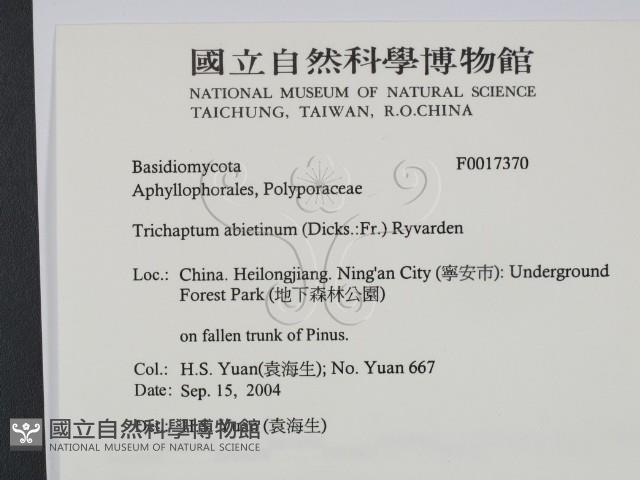 國立自然科學博物館
NATIONAL MUSEUM OF NATURAL SCIENCE
TAICHUNG, TAIWAN, R.O.CHINA
Basidiomycota F0017370
Aphyllophorales, Polyporaceae
Trichaptum abietinum (Dicks.:Fr.) Ryvarden
Loc.: China. Heilongjiang. Ning'an City (寧安市): Underground
Forest Park (地下森林公園)
on fallen trunk of Pinus.
Col.: H.S. Yuan(袁海生); No. Yuan 667
Date: Sep. 15, 2004
Det.: H.S. Yuan (袁海生)
國立自然科學博物館
NATIONAL MUSEUM OF NATURAL SCIENCE